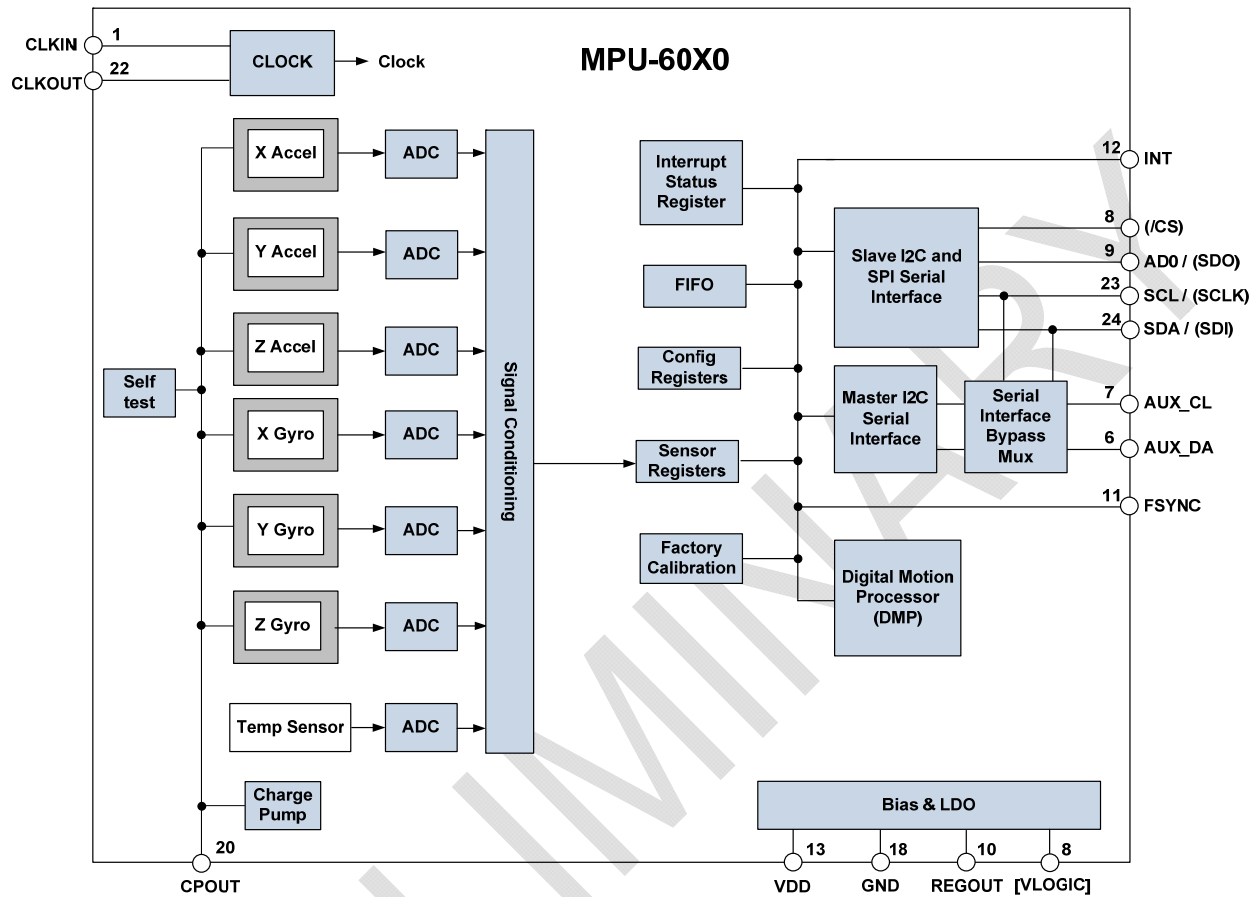 MPU-60X0
CLKIN
1
CLKOUT
22
CLOCK
Clock
X Accel
ADC
Y Accel
ADC
Z Accel
ADC
Self
test
X Gyro
ADC
Y Gyro
ADC
Z Gyro
ADC
Temp Sensor
ADC
Charge
Pump
20
CPOUT
Signal Conditioning
Interrupt
Status
Register
FIFO
Config
Registers
Sensor
Registers
Factory
Calibration
Slave I2C and
SPI Serial
Interface
Master I2C
Serial
Interface
Serial
Interface
Bypass
Mux
Digital Motion
Processor
(DMP)
12
INT
8
(/CS)
9
AD0 / (SDO)
23
SCL / (SCLK)
24
SDA / (SDI)
7
AUX_CL
6
AUX_DA
11
FSYNC
Bias & LDO
13
VDD
18
GND
10
REGOUT
8
[VLOGIC]
LIMINARY